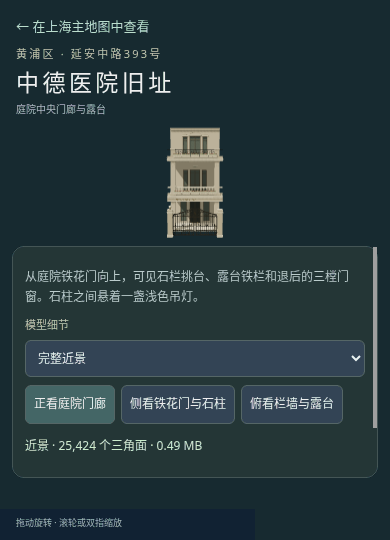 ← 在上海主地图中查看
黄浦区 · 延安中路393号
中德医院旧址
庭院中央门廊与露台
从庭院铁花门向上，可见石栏挑台、露台铁栏和退后的三樘门
窗。石柱之间悬着一盏浅色吊灯。
模型细节
完整近景
正看庭院门廊 侧看铁花门与石柱 俯看栏墙与露台
近景 · 25,424 个三角面 · 0.49 MB
拖动旋转 · 滚轮或双指缩放